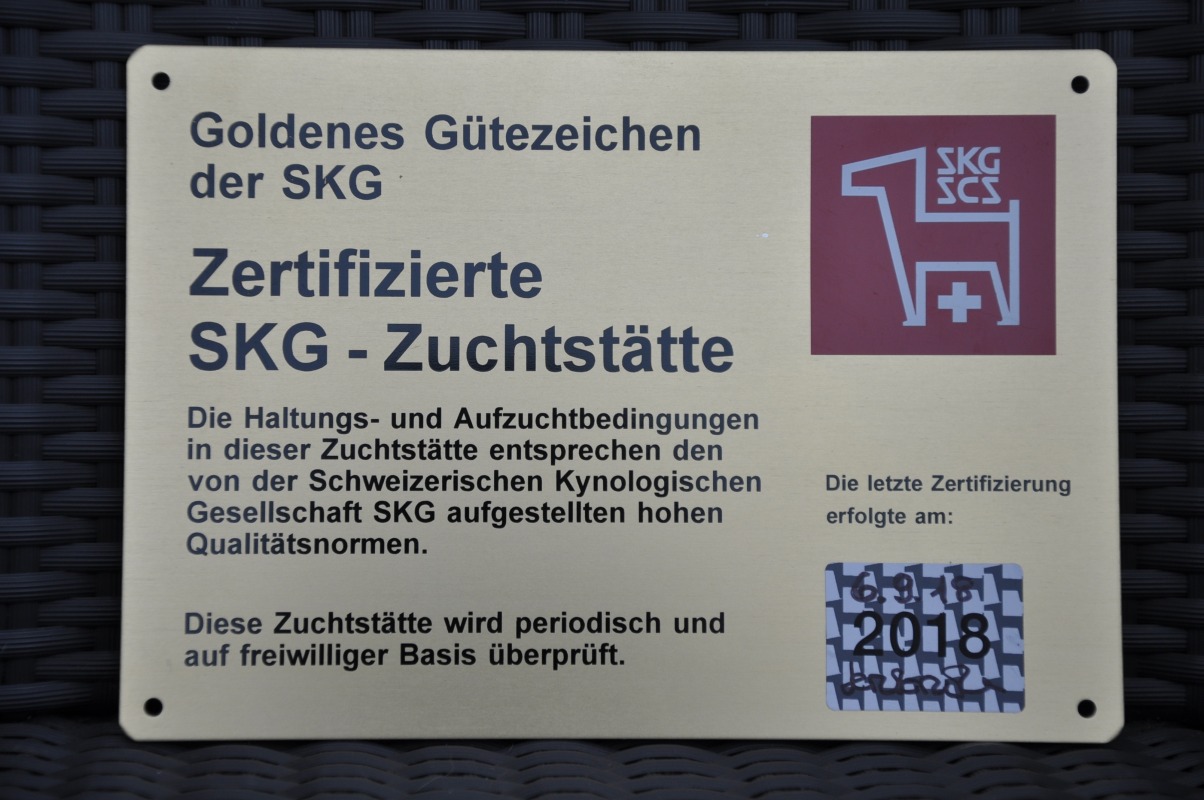 Goldenes Gütezeichen
der SKG
SKG
SCS
Zertifizierte
SKG - Zuchtstätte
Die Haltungs- und Aufzuchtbedingungen
in dieser Zuchtstätte entsprechen den
von der Schweizerischen Kynologischen
Gesellschaft SKG aufgestellten hohen
Qualitätsnormen.
Diese Zuchtstätte wird periodisch und
auf freiwilliger Basis überprüft.
Die letzte Zertifizierung
erfolgte am:
6.9.18
2018